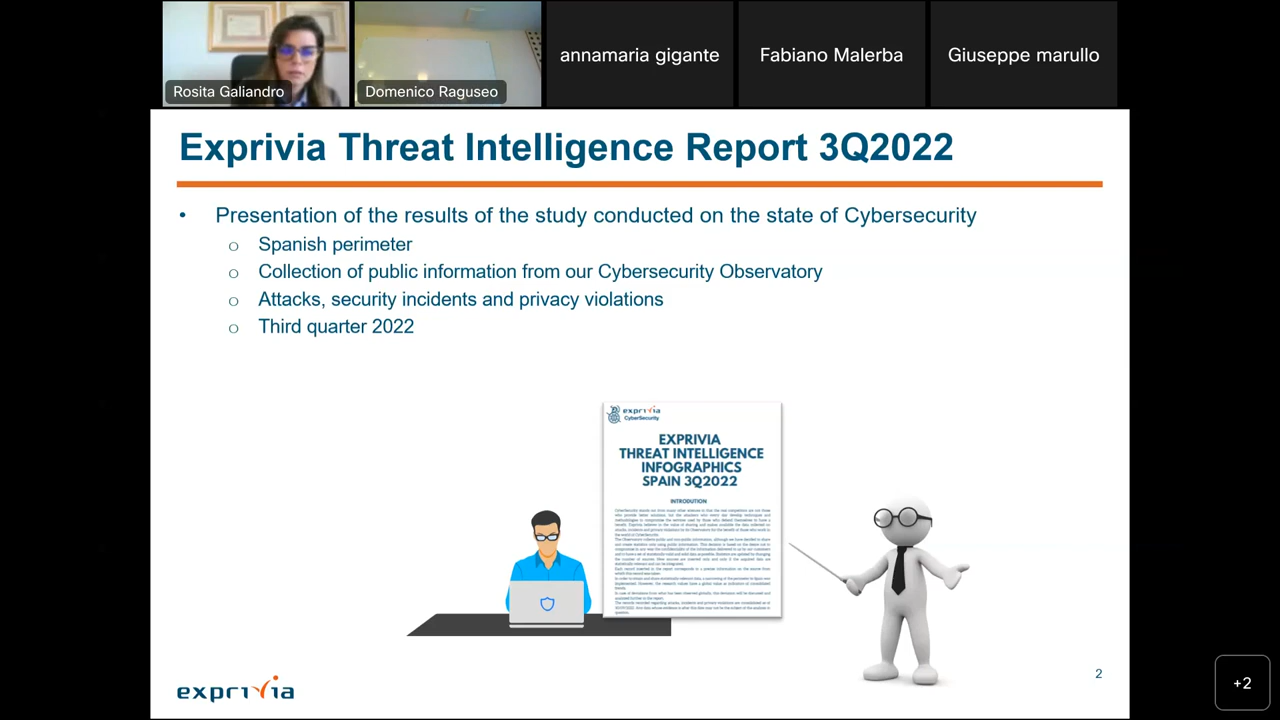 annamaria gigante
Fabiano Malerba
Giuseppe marullo
Rosita Galiandro
Domenico Raguseo
Exprivia Threat Intelligence Report 3Q2022
• Presentation of the results of the study conducted on the state of Cybersecurity
o Spanish perimeter
o Collection of public information from our Cybersecurity Observatory
o Attacks, security incidents and privacy violations
o Third quarter 2022
exprivia
CyberSecurity
EXPRIVIA
THREAT INTELLIGENCE
INFOGRAPHICS
SPAIN 3Q2022
INTRODUTION
exprivia
2
+2